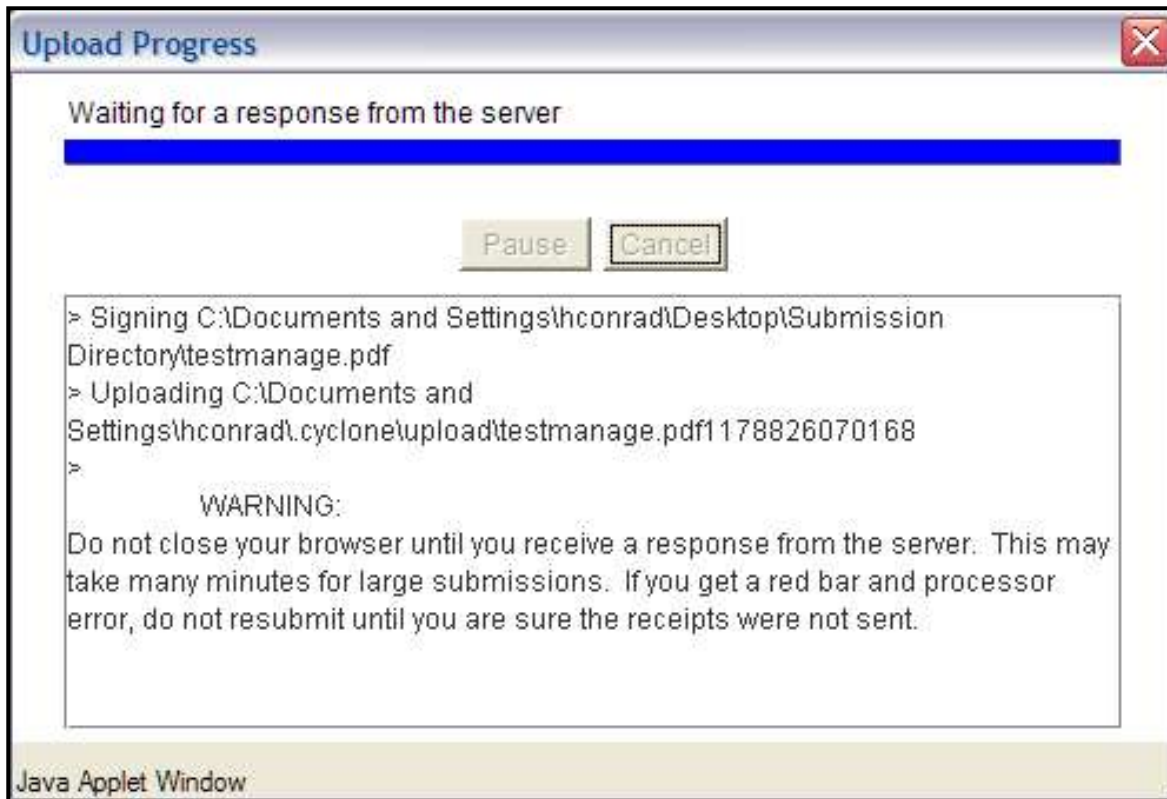 Upload Progress
Waiting for a response from the server
Pause
Cancel
> Signing C:\Documents and Settings\hconrad\Desktop\Submission
Directory\testmanage.pdf
> Uploading C:\Documents and
Settings\hconrad\.cyclone\upload\testmanage.pdf1178826070168
>
WARNING:
Do not close your browser until you receive a response from the server.  This may
take many minutes for large submissions.  If you get a red bar and processor
error, do not resubmit until you are sure the receipts were not sent.
Java Applet Window